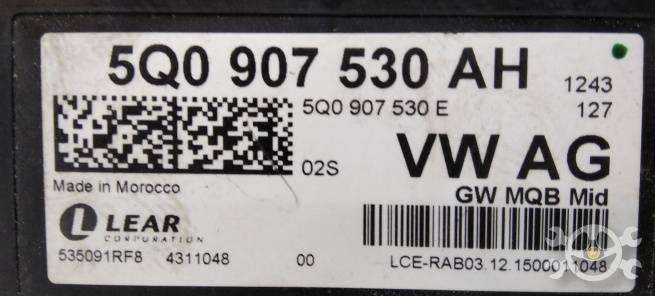 5Q0 907 530 AH 1243
5Q0 907 530 E 127
02S VW AG
Made in Morocco GW MQB Mid
LEAR
CORPORATION
535091RF8 4311048 00 LCE-RAB03.12.1500011048